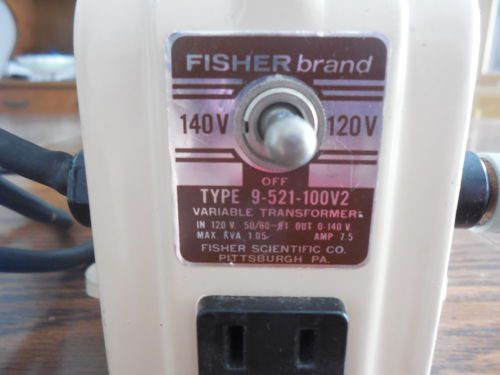 FISHER brand
140V 120V
OFF
TYPE 9-521-100V2
VARIABLE TRANSFORMER
IN 120 V. 50/60~ø1 OUT 0-140 V
MAX. KVA 1.05 AMP 7.5
FISHER SCIENTIFIC CO.
PITTSBURGH PA.